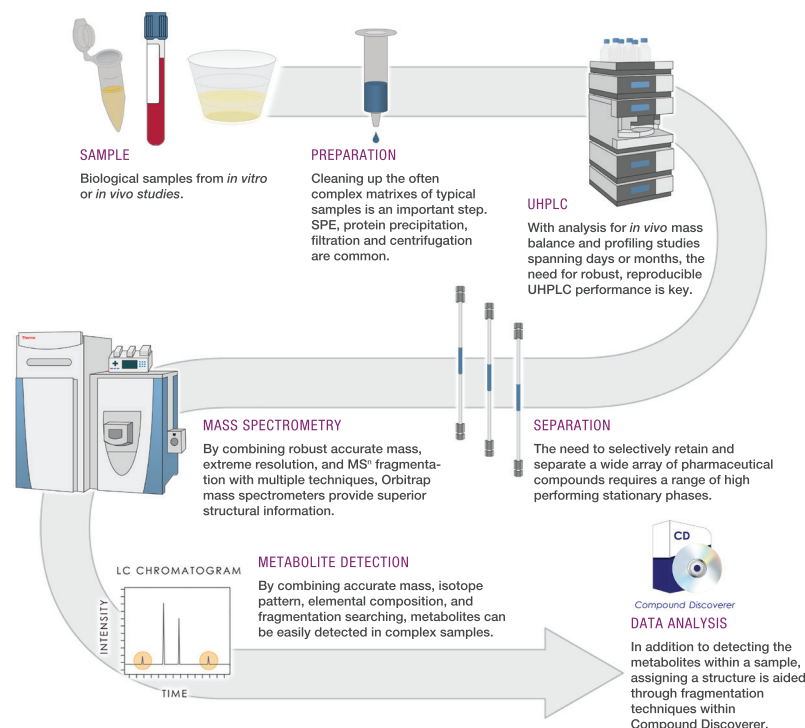 SAMPLE
Biological samples from in vitro
or in vivo studies.
PREPARATION
Cleaning up the often
complex matrixes of typical
samples is an important step.
SPE, protein precipitation,
filtration and centrifugation
are common.
UHPLC
With analysis for in vivo mass
balance and profiling studies
spanning days or months, the
need for robust, reproducible
UHPLC performance is key.
SEPARATION
The need to selectively retain and
separate a wide array of pharmaceutical
compounds requires a range of high
performing stationary phases.
Thermo
MASS SPECTROMETRY
By combining robust accurate mass,
extreme resolution, and MSⁿ fragmenta-
tion with multiple techniques, Orbitrap
mass spectrometers provide superior
structural information.
METABOLITE DETECTION
By combining accurate mass, isotope
pattern, elemental composition, and
fragmentation searching, metabolites can
be easily detected in complex samples.
LC CHROMATOGRAM
INTENSITY
TIME
CD
Compound Discoverer
DATA ANALYSIS
In addition to detecting the
metabolites within a sample,
assigning a structure is aided
through fragmentation
techniques within
Compound Discoverer.